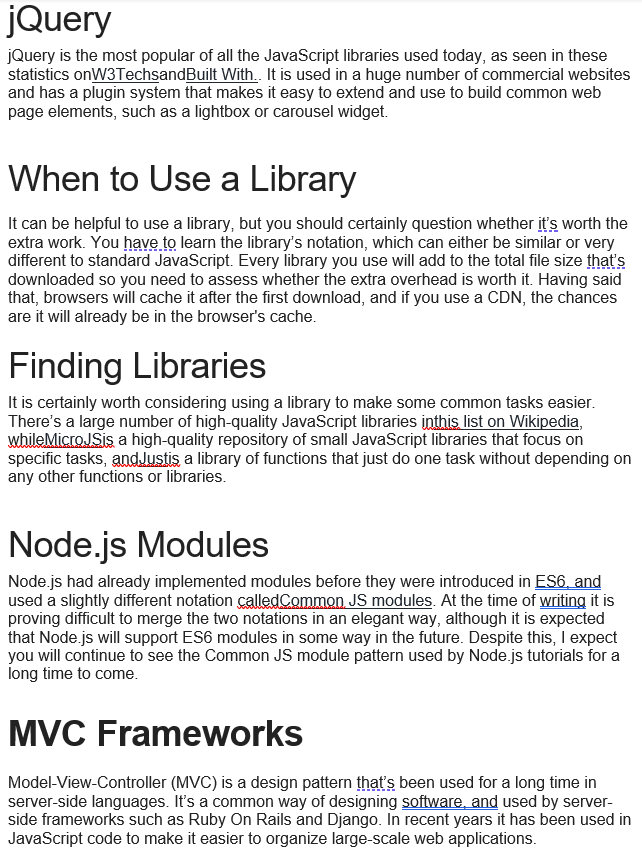 jQuery
jQuery is the most popular of all the JavaScript libraries used today, as seen in these
statistics onW3TechsandBuilt With.. It is used in a huge number of commercial websites
and has a plugin system that makes it easy to extend and use to build common web
page elements, such as a lightbox or carousel widget.
When to Use a Library
It can be helpful to use a library, but you should certainly question whether it’s worth the
extra work. You have to learn the library’s notation, which can either be similar or very
different to standard JavaScript. Every library you use will add to the total file size that’s
downloaded so you need to assess whether the extra overhead is worth it. Having said
that, browsers will cache it after the first download, and if you use a CDN, the chances
are it will already be in the browser's cache.
Finding Libraries
It is certainly worth considering using a library to make some common tasks easier.
There’s a large number of high-quality JavaScript libraries inthis list on Wikipedia,
whileMicroJSis a high-quality repository of small JavaScript libraries that focus on
specific tasks, andJustis a library of functions that just do one task without depending on
any other functions or libraries.
Node.js Modules
Node.js had already implemented modules before they were introduced in ES6, and
used a slightly different notation calledCommon JS modules. At the time of writing it is
proving difficult to merge the two notations in an elegant way, although it is expected
that Node.js will support ES6 modules in some way in the future. Despite this, I expect
you will continue to see the Common JS module pattern used by Node.js tutorials for a
long time to come.
MVC Frameworks
Model-View-Controller (MVC) is a design pattern that’s been used for a long time in
server-side languages. It’s a common way of designing software, and used by server-
side frameworks such as Ruby On Rails and Django. In recent years it has been used in
JavaScript code to make it easier to organize large-scale web applications.